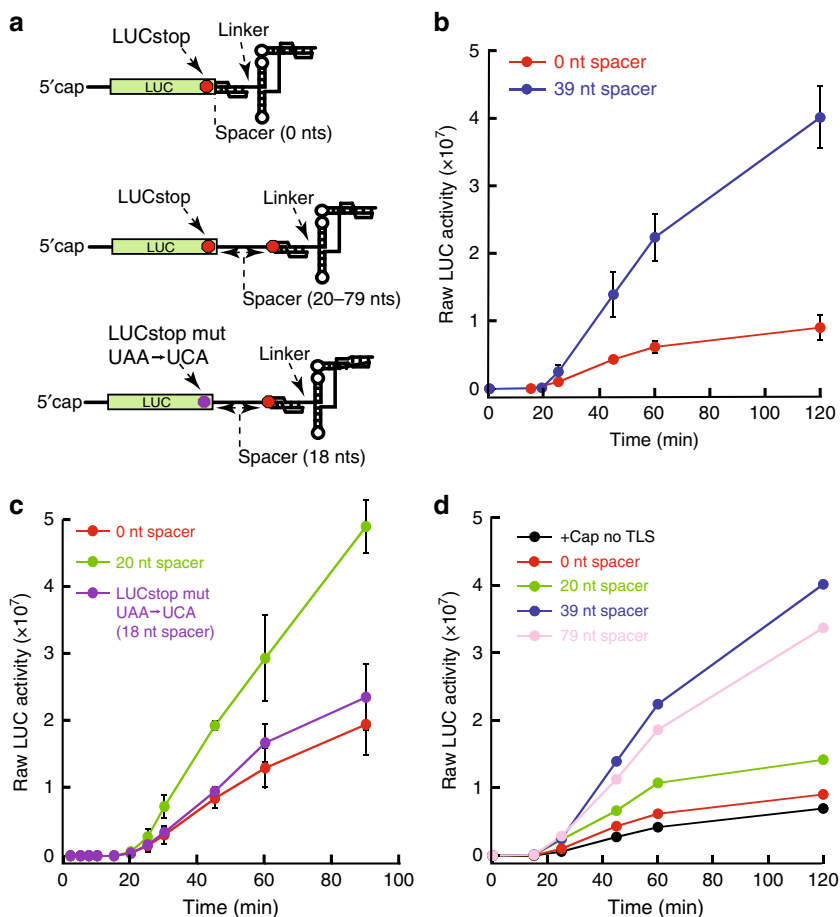 a
LUCstop
Linker
5′cap
LUC
Spacer (0 nts)
LUCstop
Linker
5′cap
LUC
Spacer (20–79 nts)
LUCstop mut
UAA→UCA
Linker
5′cap
LUC
Spacer (18 nts)
b
0 nt spacer
39 nt spacer
Raw LUC activity (×10⁷)
5
4
3
2
1
0
0 20 40 60 80 100 120
Time (min)
c
0 nt spacer
20 nt spacer
LUCstop mut
UAA→UCA
(18 nt spacer)
Raw LUC activity (×10⁷)
5
4
3
2
1
0
0 20 40 60 80 100
Time (min)
d
+Cap no TLS
0 nt spacer
20 nt spacer
39 nt spacer
79 nt spacer
Raw LUC activity (×10⁷)
5
4
3
2
1
0
0 20 40 60 80 100 120
Time (min)